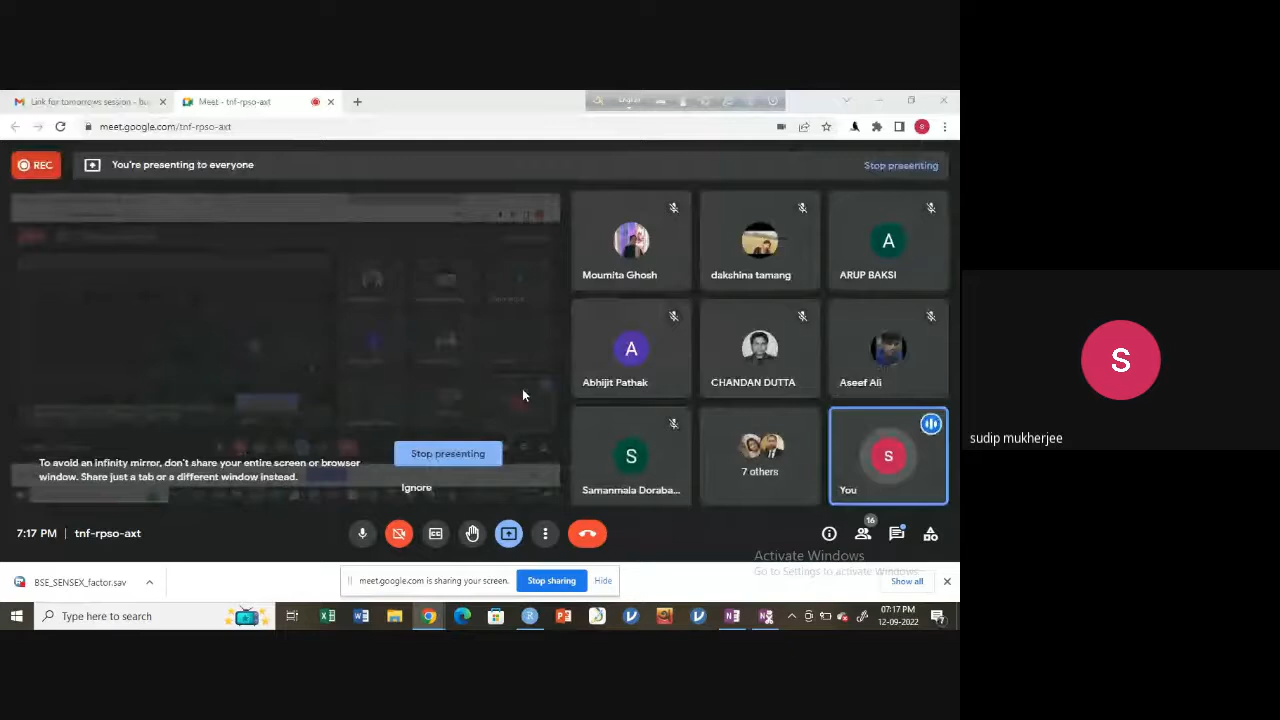 Link for tomorrows session - bu
Meet - tnf-rpso-axt
English
meet.google.com/tnf-rpso-axt
S
REC
You're presenting to everyone
Stop presenting
Moumita Ghosh
dakshina tamang
A
ARUP BAKSI
A
Abhijit Pathak
CHANDAN DUTTA
Aseef Ali
To avoid an infinity mirror, don't share your entire screen or browser
window. Share just a tab or a different window instead.
Stop presenting
Ignore
S
Samanmala Doraba...
7 others
S
You
S
sudip mukherjee
7:17 PM | tnf-rpso-axt
16
Activate Windows
Go to Settings to activate Windows.
BSE_SENSEX_factor.sav
meet.google.com is sharing your screen.
Stop sharing
Hide
Show all
Type here to search
07:17 PM
12-09-2022
7